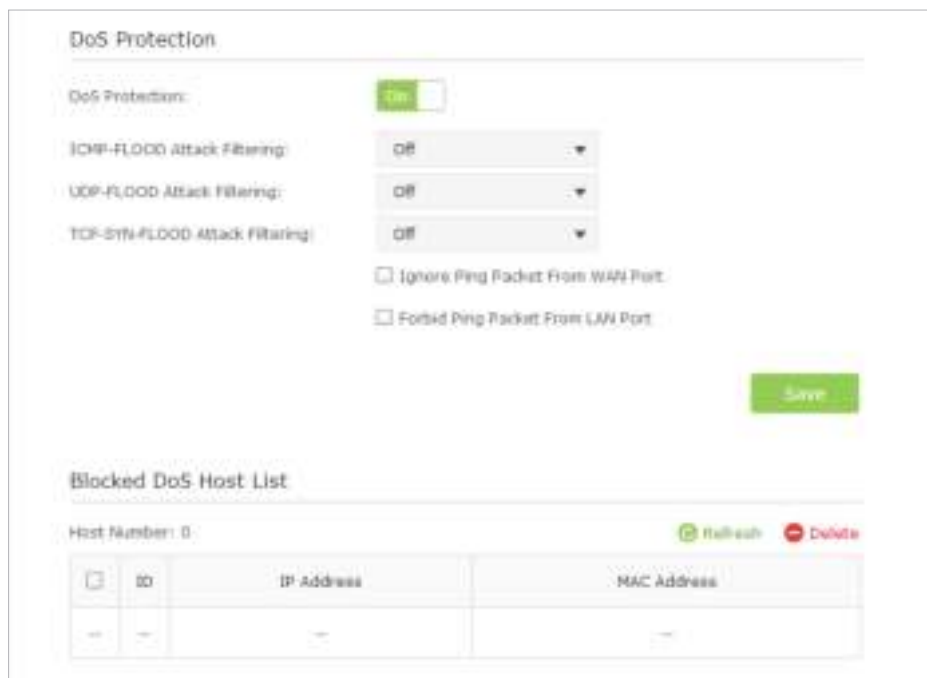 DoS Protection
DoS Protection:
On
ICMP-FLOOD Attack Filtering:
Off
UDP-FLOOD Attack Filtering:
Off
TCP-SYN-FLOOD Attack Filtering:
Off
Ignore Ping Packet From WAN Port
Forbid Ping Packet From LAN Port
Save
Blocked DoS Host List
Host Number: 0
Refresh
Delete
ID
IP Address
MAC Address
-- -- -- --